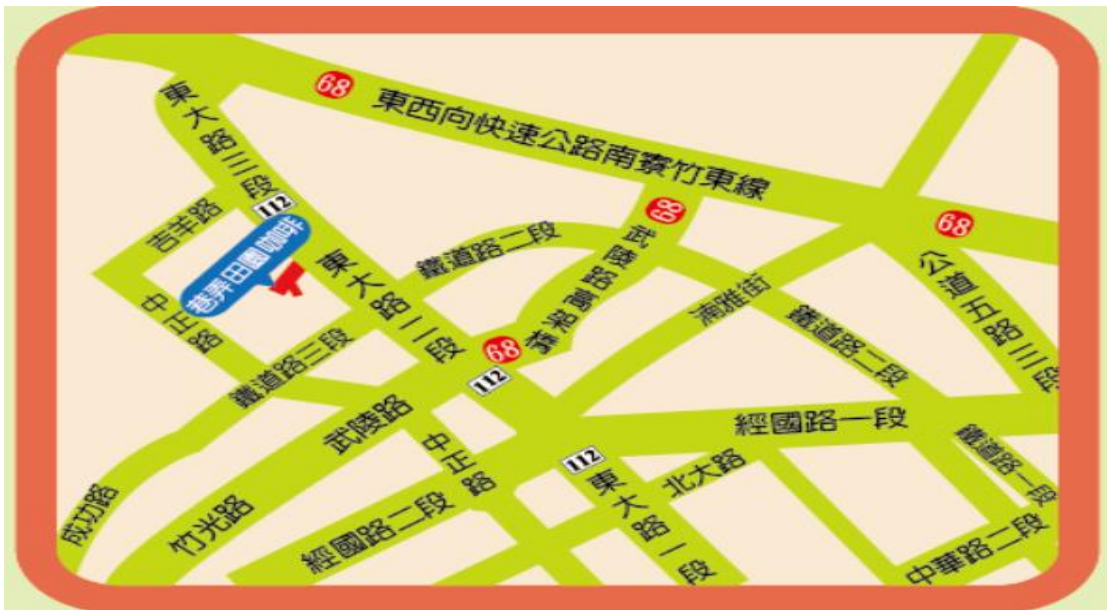 68
東西向快速公路南寮竹東線
68
68
東大路三段
112
吉羊路
巷弄田園咖啡
中正路
東大路二段
鐵道路二段
武陵路高架橋
68
112
湳雅街
公道五路三段
鐵道路二段
鐵道路三段
武陵路
中正路
經國路一段
112
北大路
鐵道路一段
成功路
竹光路
經國路二段
東大路一段
中華路二段